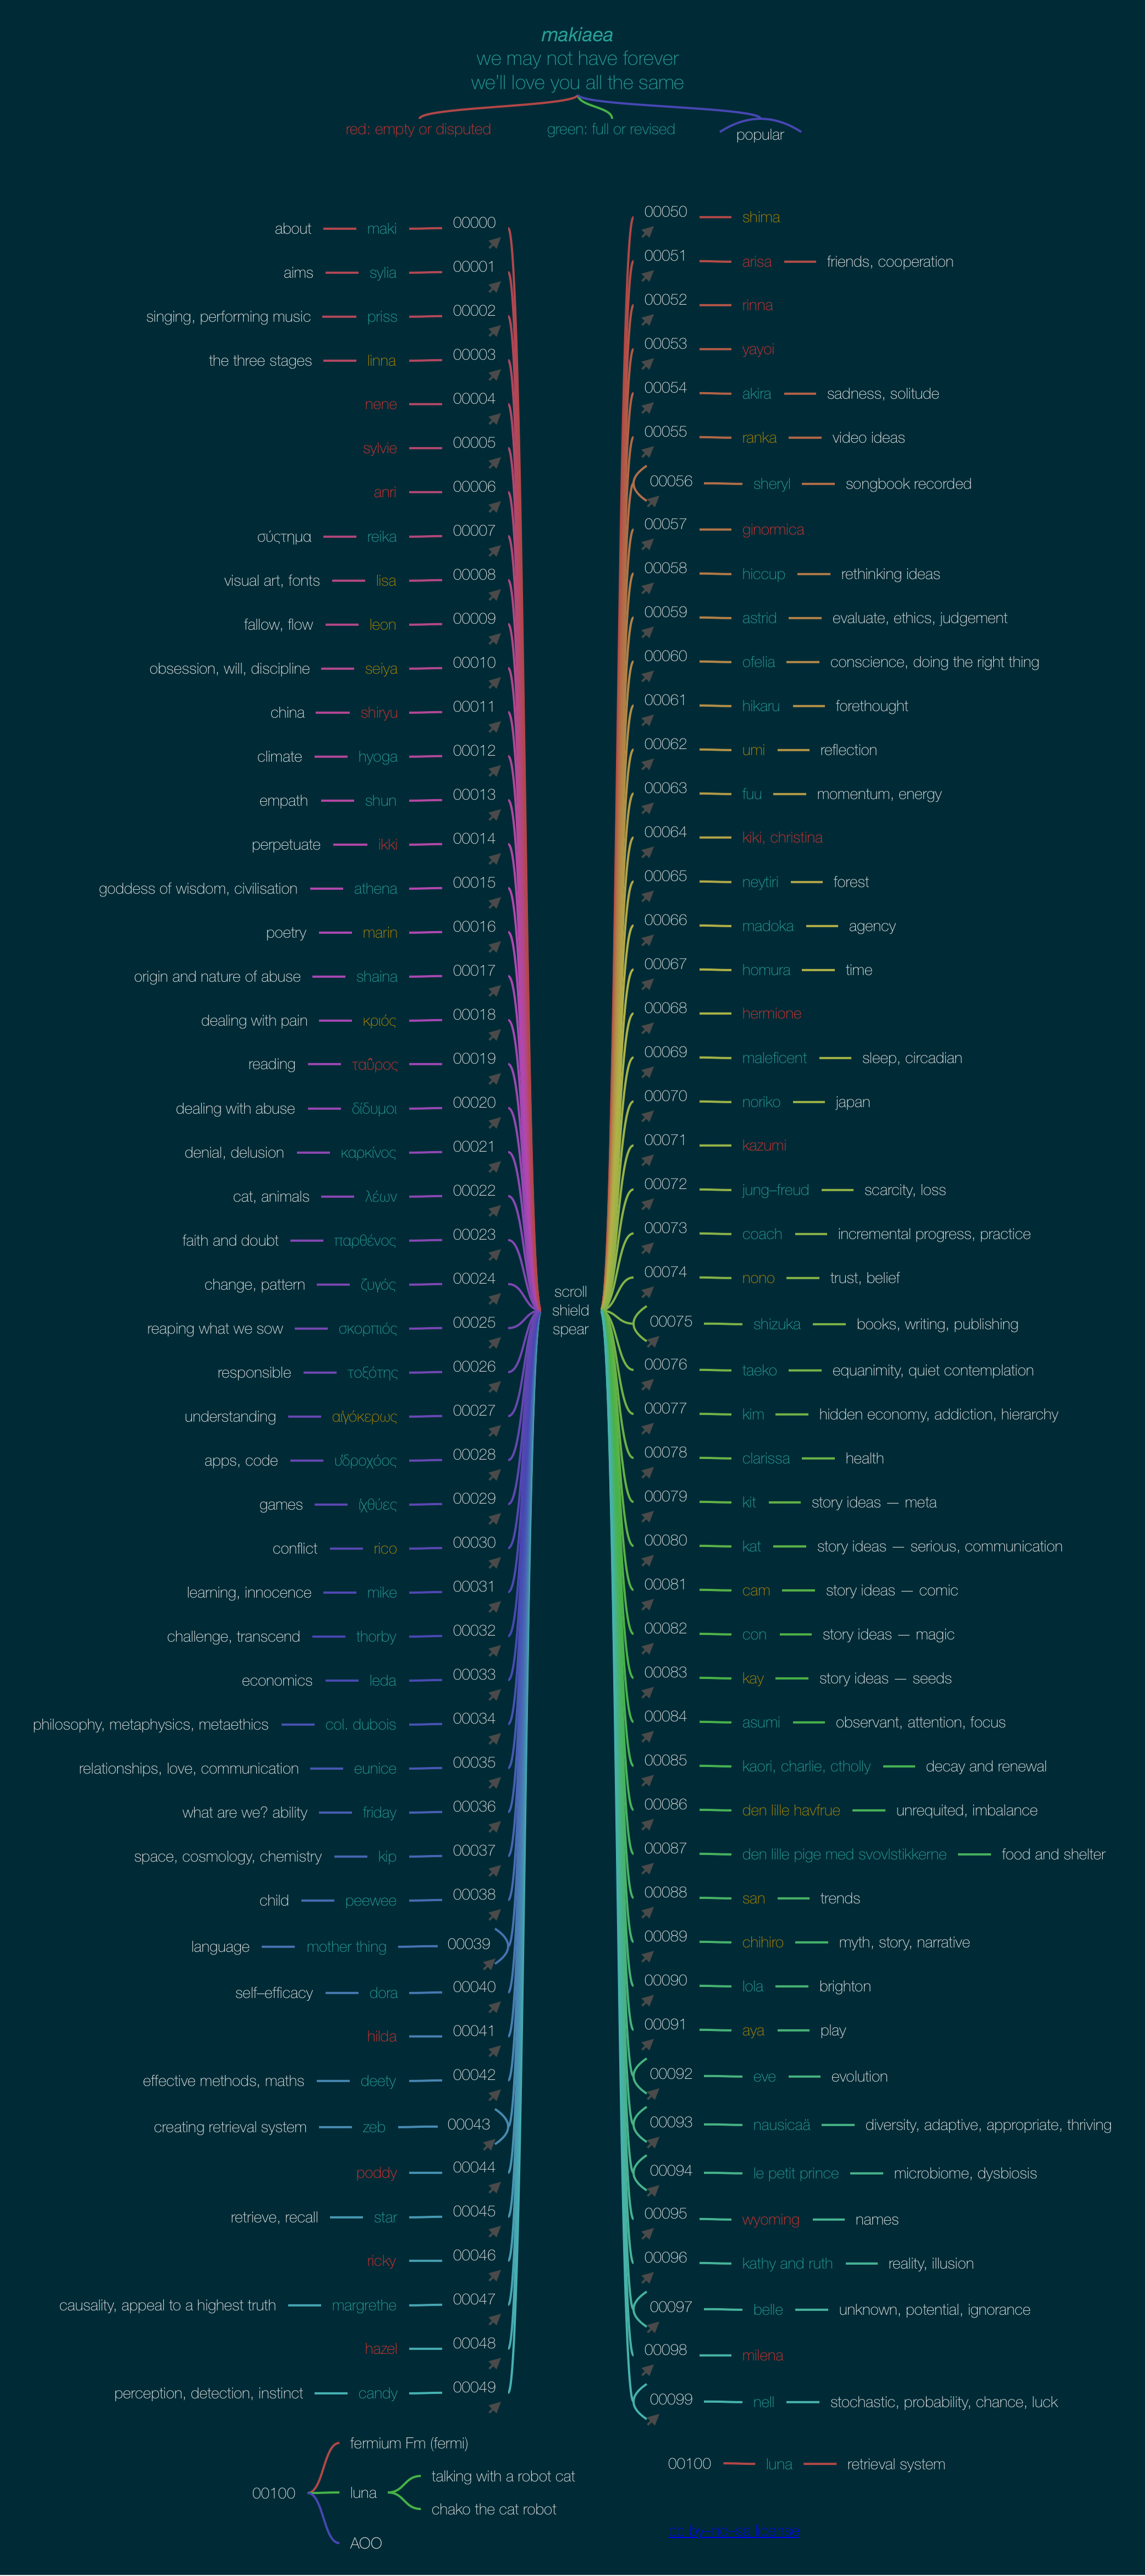 makiaea
we may not have forever
we'll love you all the same
red: empty or disputed
green: full or revised
popular
about maki 00000
aims sylia 00001
singing, performing music priss 00002
the three stages linna 00003
nene 00004
sylvie 00005
anri 00006
σύςτημα reika 00007
visual art, fonts lisa 00008
fallow, flow leon 00009
obsession, will, discipline seiya 00010
china shiryu 00011
climate hyoga 00012
empath shun 00013
perpetuate ikki 00014
goddess of wisdom, civilisation athena 00015
poetry marin 00016
origin and nature of abuse shaina 00017
dealing with pain κριός 00018
reading ταῦρος 00019
dealing with abuse δίδυμοι 00020
denial, delusion καρκίνος 00021
cat, animals λέων 00022
faith and doubt παρθένος 00023
change, pattern ζυγός 00024
reaping what we sow σκορπιός 00025
responsible τοξότης 00026
understanding αἰγόκερως 00027
apps, code ὑδροχόος 00028
games ἰχθύες 00029
conflict rico 00030
learning, innocence mike 00031
challenge, transcend thorby 00032
economics leda 00033
philosophy, metaphysics, metaethics col. dubois 00034
relationships, love, communication eunice 00035
what are we? ability friday 00036
space, cosmology, chemistry kip 00037
child peewee 00038
language mother thing 00039
self–efficacy dora 00040
hilda 00041
effective methods, maths deety 00042
creating retrieval system zeb 00043
poddy 00044
retrieve, recall star 00045
ricky 00046
causality, appeal to a highest truth margrethe 00047
hazel 00048
perception, detection, instinct candy 00049
scroll
shield
spear
00050 shima
00051 arisa friends, cooperation
00052 rinna
00053 yayoi
00054 akira sadness, solitude
00055 ranka video ideas
00056 sheryl songbook recorded
00057 ginormica
00058 hiccup rethinking ideas
00059 astrid evaluate, ethics, judgement
00060 ofelia conscience, doing the right thing
00061 hikaru forethought
00062 umi reflection
00063 fuu momentum, energy
00064 kiki, christina
00065 neytiri forest
00066 madoka agency
00067 homura time
00068 hermione
00069 maleficent sleep, circadian
00070 noriko japan
00071 kazumi
00072 jung–freud scarcity, loss
00073 coach incremental progress, practice
00074 nono trust, belief
00075 shizuka books, writing, publishing
00076 taeko equanimity, quiet contemplation
00077 kim hidden economy, addiction, hierarchy
00078 clarissa health
00079 kit story ideas — meta
00080 kat story ideas — serious, communication
00081 cam story ideas — comic
00082 con story ideas — magic
00083 kay story ideas — seeds
00084 asumi observant, attention, focus
00085 kaori, charlie, ctholly decay and renewal
00086 den lille havfrue unrequited, imbalance
00087 den lille pige med svovlstikkerne food and shelter
00088 san trends
00089 chihiro myth, story, narrative
00090 lola brighton
00091 aya play
00092 eve evolution
00093 nausicaä diversity, adaptive, appropriate, thriving
00094 le petit prince microbiome, dysbiosis
00095 wyoming names
00096 kathy and ruth reality, illusion
00097 belle unknown, potential, ignorance
00098 milena
00099 nell stochastic, probability, chance, luck
00100
fermium Fm (fermi)
luna
talking with a robot cat
chako the cat robot
AOO
00100 luna retrieval system